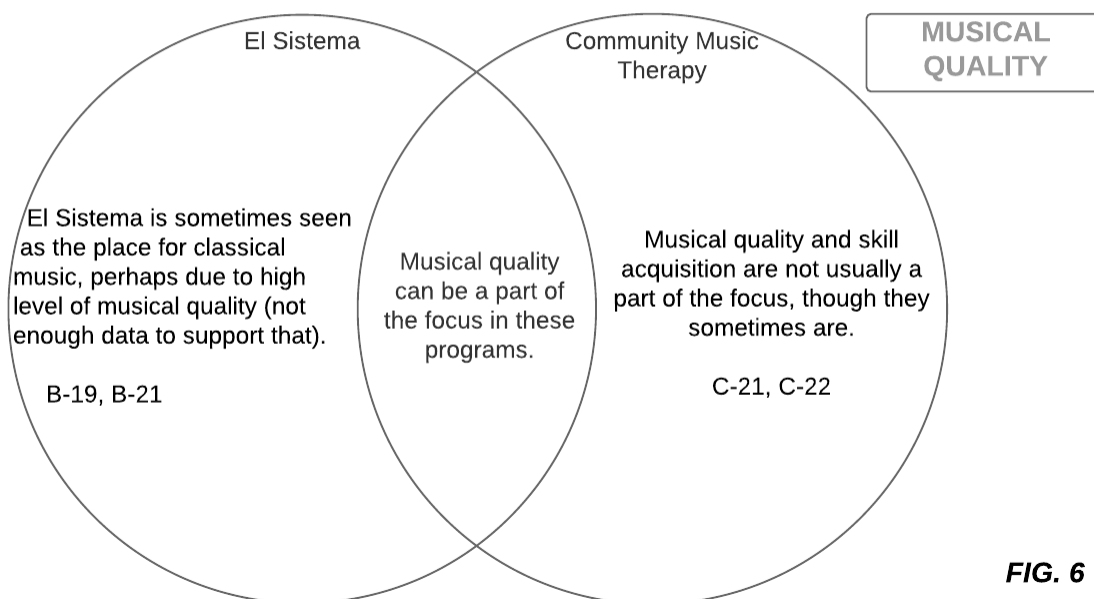 El Sistema
Community Music
Therapy
MUSICAL
QUALITY
El Sistema is sometimes seen
as the place for classical
music, perhaps due to high
level of musical quality (not
enough data to support that).
B-19, B-21
Musical quality
can be a part of
the focus in these
programs.
Musical quality and skill
acquisition are not usually a
part of the focus, though they
sometimes are.
C-21, C-22
FIG. 6